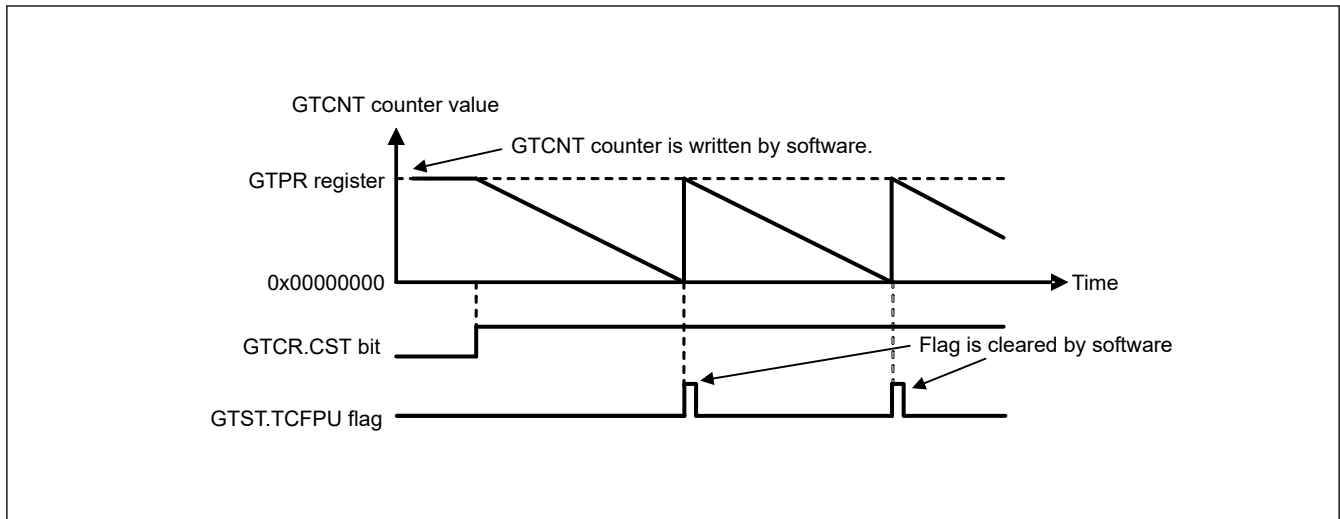 GTCNT counter value
GTCNT counter is written by software.
GTPR register
0x00000000
Time
GTCR.CST bit
Flag is cleared by software
GTST.TCFPU flag